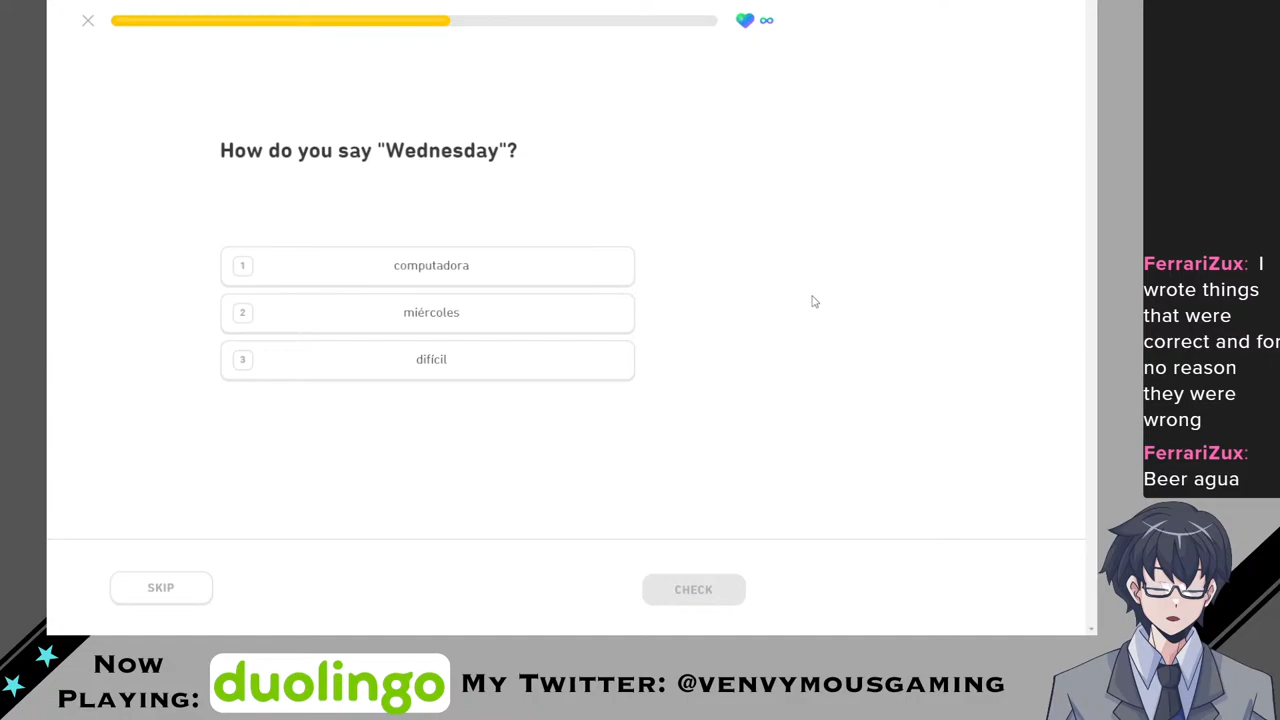 How do you say "Wednesday"?
1 computadora
2 miércoles
3 difícil
SKIP
CHECK
FerrariZux: I
wrote things
that were
correct and for
no reason
they were
wrong
FerrariZux:
Beer agua
Now
Playing:
duolingo
My Twitter: @venvymousgaming